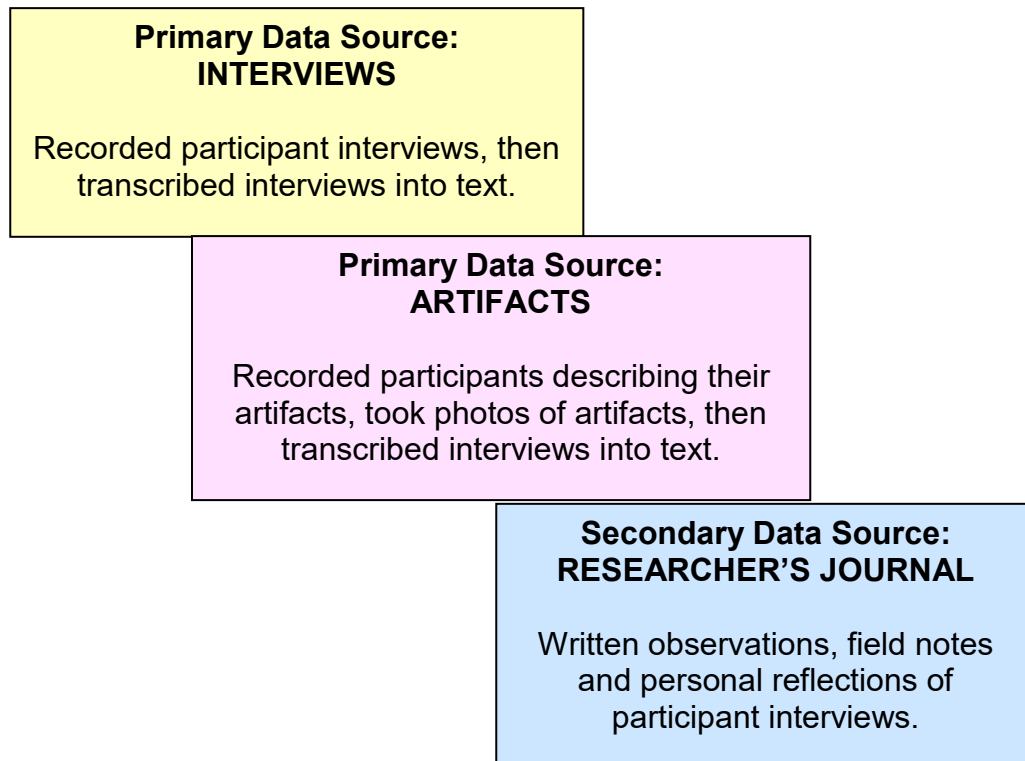 Primary Data Source:
INTERVIEWS
Recorded participant interviews, then
transcribed interviews into text.
Primary Data Source:
ARTIFACTS
Recorded participants describing their
artifacts, took photos of artifacts, then
transcribed interviews into text.
Secondary Data Source:
RESEARCHER’S JOURNAL
Written observations, field notes
and personal reflections of
participant interviews.